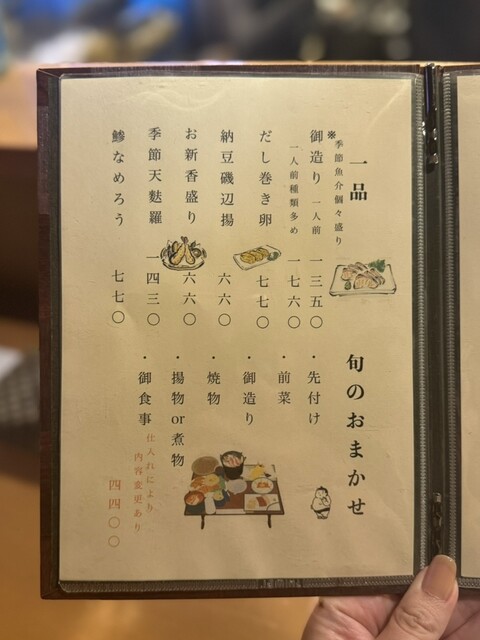 一品
※季節魚介個々盛り
御造り 一人前 一三五〇
一人前種類多め 一七六〇
だし巻き卵 七七〇
納豆磯辺揚 六六〇
お新香盛り 六六〇
季節天麩羅 一四三〇
鯵なめろう 七七〇
旬のおまかせ
・先付け
・前菜
・御造り
・焼物
・揚物or煮物
・御食事
仕入れにより
内容変更あり
四四〇〇